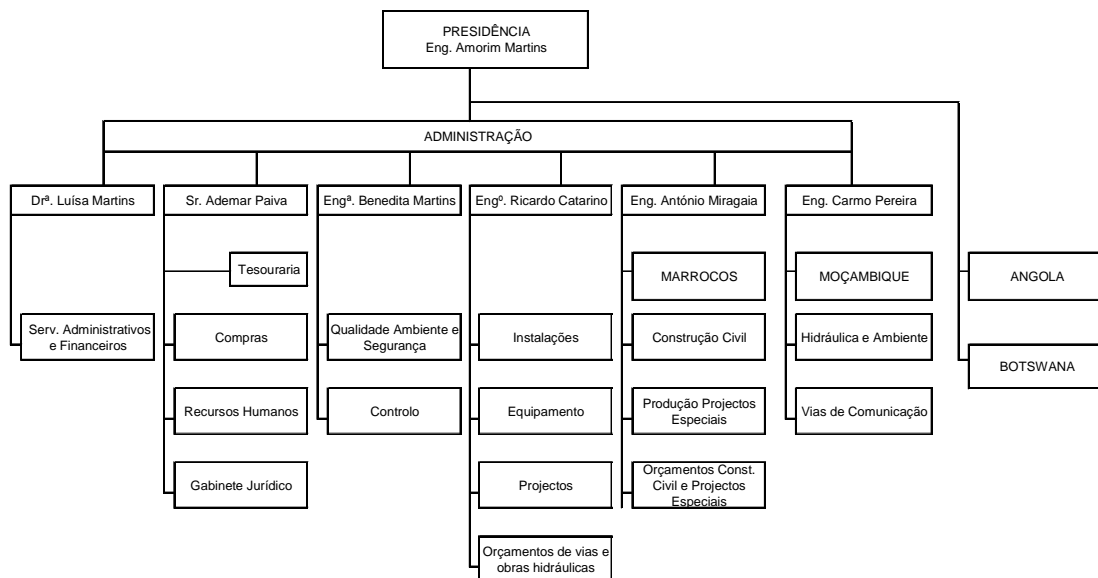 PRESIDÊNCIA
Eng. Amorim Martins
ADMINISTRAÇÃO
Drª. Luísa Martins
Sr. Ademar Paiva
Engª. Benedita Martins
Engº. Ricardo Catarino
Eng. António Miragaia
Eng. Carmo Pereira
Tesouraria
MARROCOS
MOÇAMBIQUE
ANGOLA
Serv. Administrativos
e Financeiros
Compras
Qualidade Ambiente e
Segurança
Instalações
Construção Civil
Hidráulica e Ambiente
BOTSWANA
Recursos Humanos
Controlo
Equipamento
Produção Projectos
Especiais
Vias de Comunicação
Gabinete Jurídico
Projectos
Orçamentos Const.
Civil e Projectos
Especiais
Orçamentos de vias e
obras hidráulicas